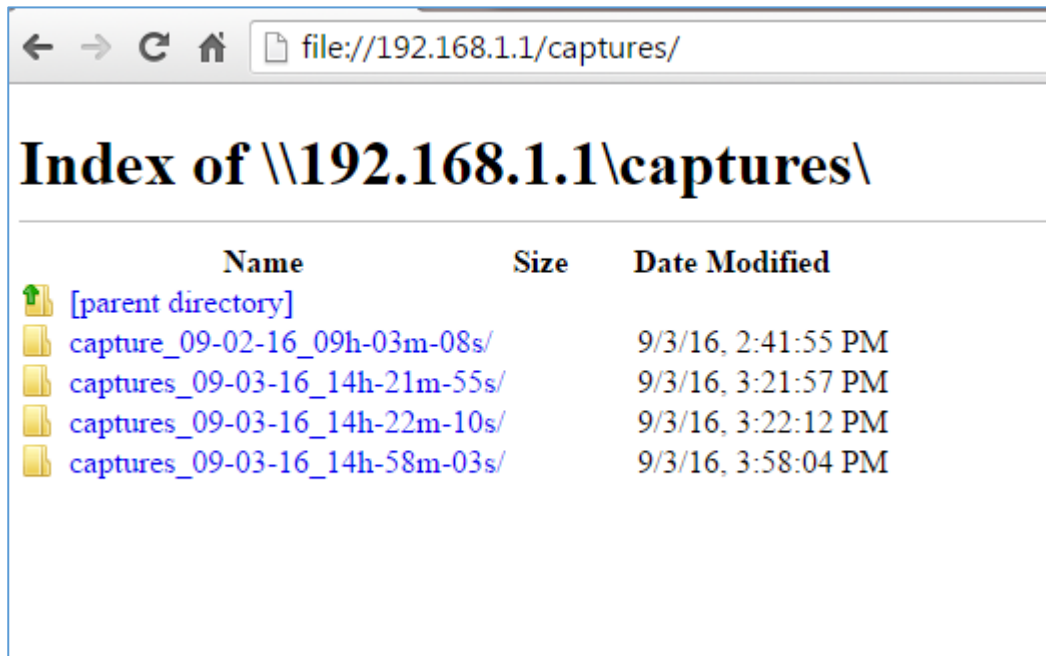 file://192.168.1.1/captures/
Index of \\192.168.1.1\captures\
Name Size Date Modified
[parent directory]
capture_09-02-16_09h-03m-08s/ 9/3/16, 2:41:55 PM
captures_09-03-16_14h-21m-55s/ 9/3/16, 3:21:57 PM
captures_09-03-16_14h-22m-10s/ 9/3/16, 3:22:12 PM
captures_09-03-16_14h-58m-03s/ 9/3/16, 3:58:04 PM